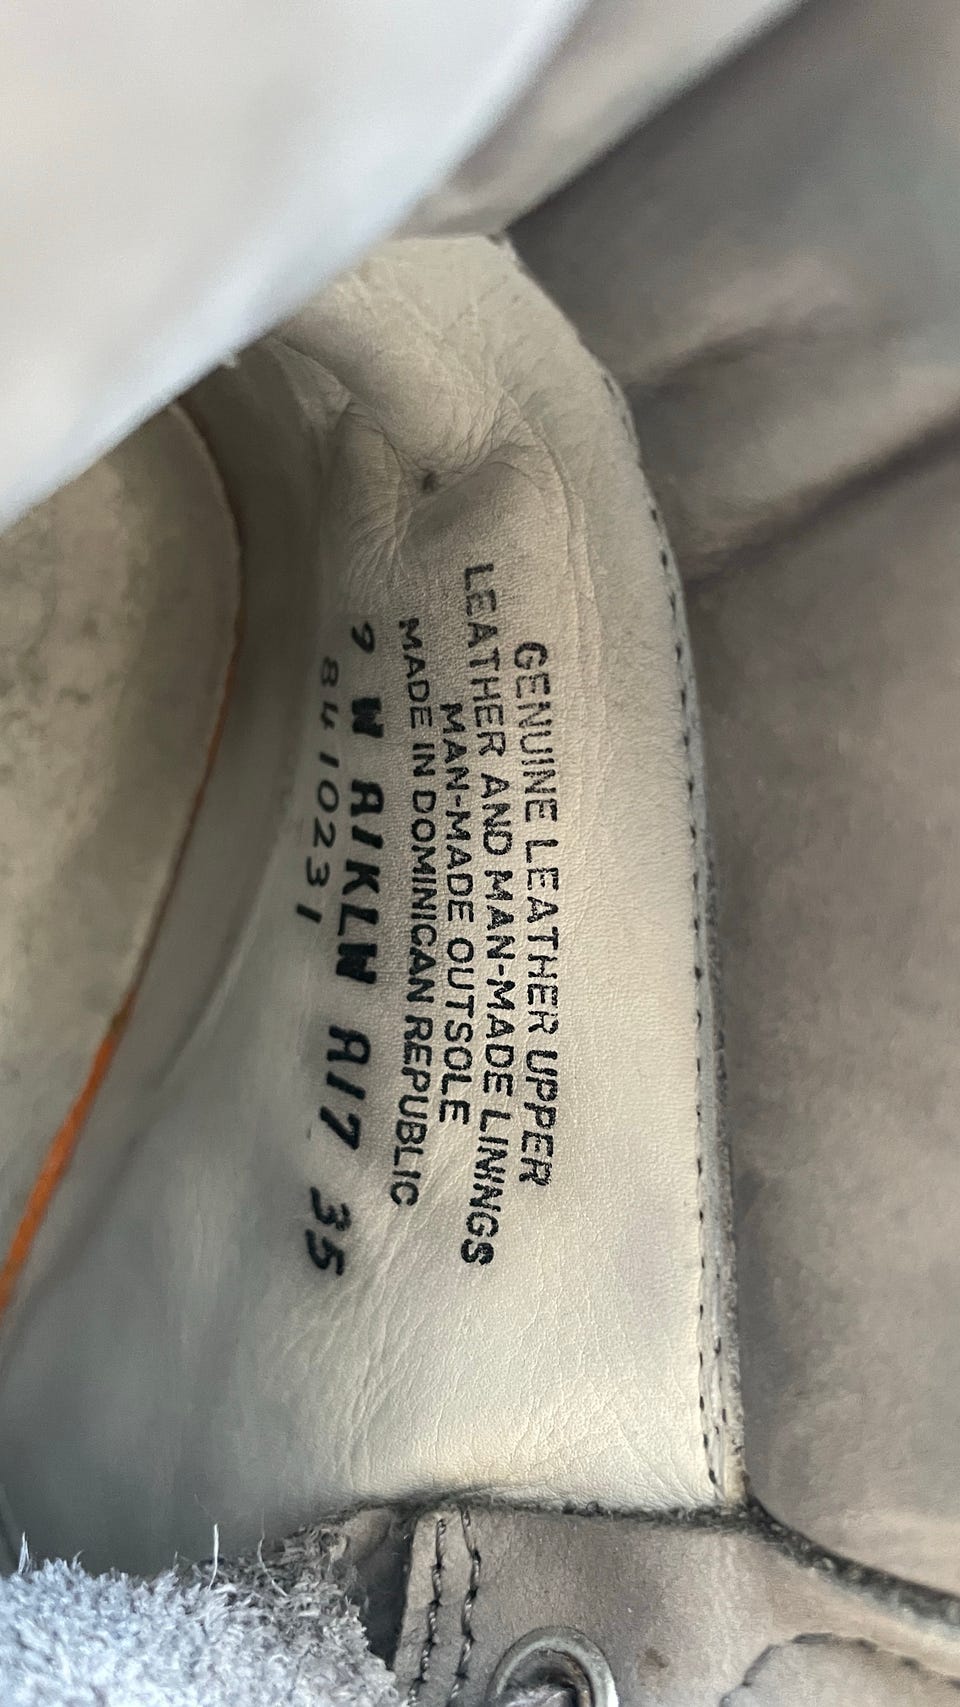 GENUINE LEATHER UPPER
LEATHER AND MAN-MADE LININGS
MAN-MADE OUTSOLE
MADE IN DOMINICAN REPUBLIC
9 W A1KLW A17 35
8410231